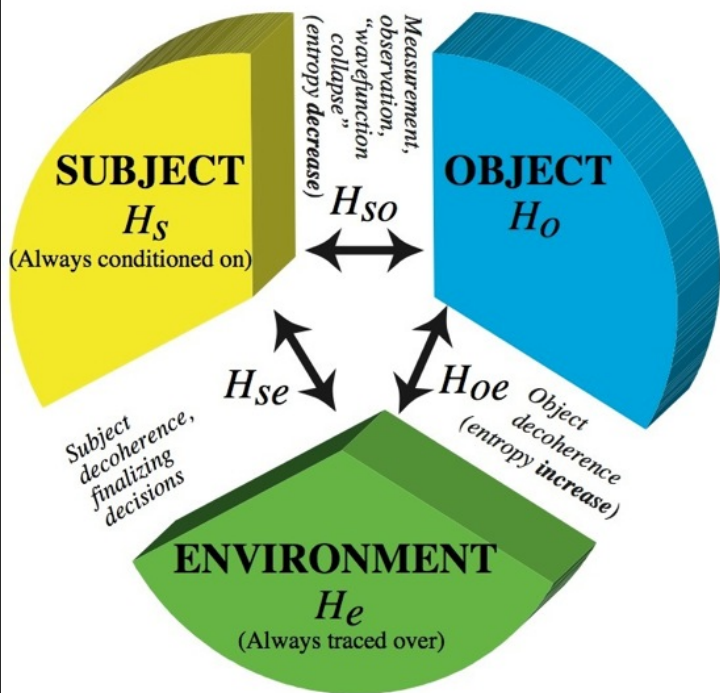 SUBJECT
Hs
(Always conditioned on)
Measurement,
observation,
“wavefunction
collapse”
(entropy decrease)
Hso
OBJECT
Ho
Hse
Subject
decoherence,
finalizing
decisions
Hoe
Object
decoherence
(entropy increase)
ENVIRONMENT
He
(Always traced over)